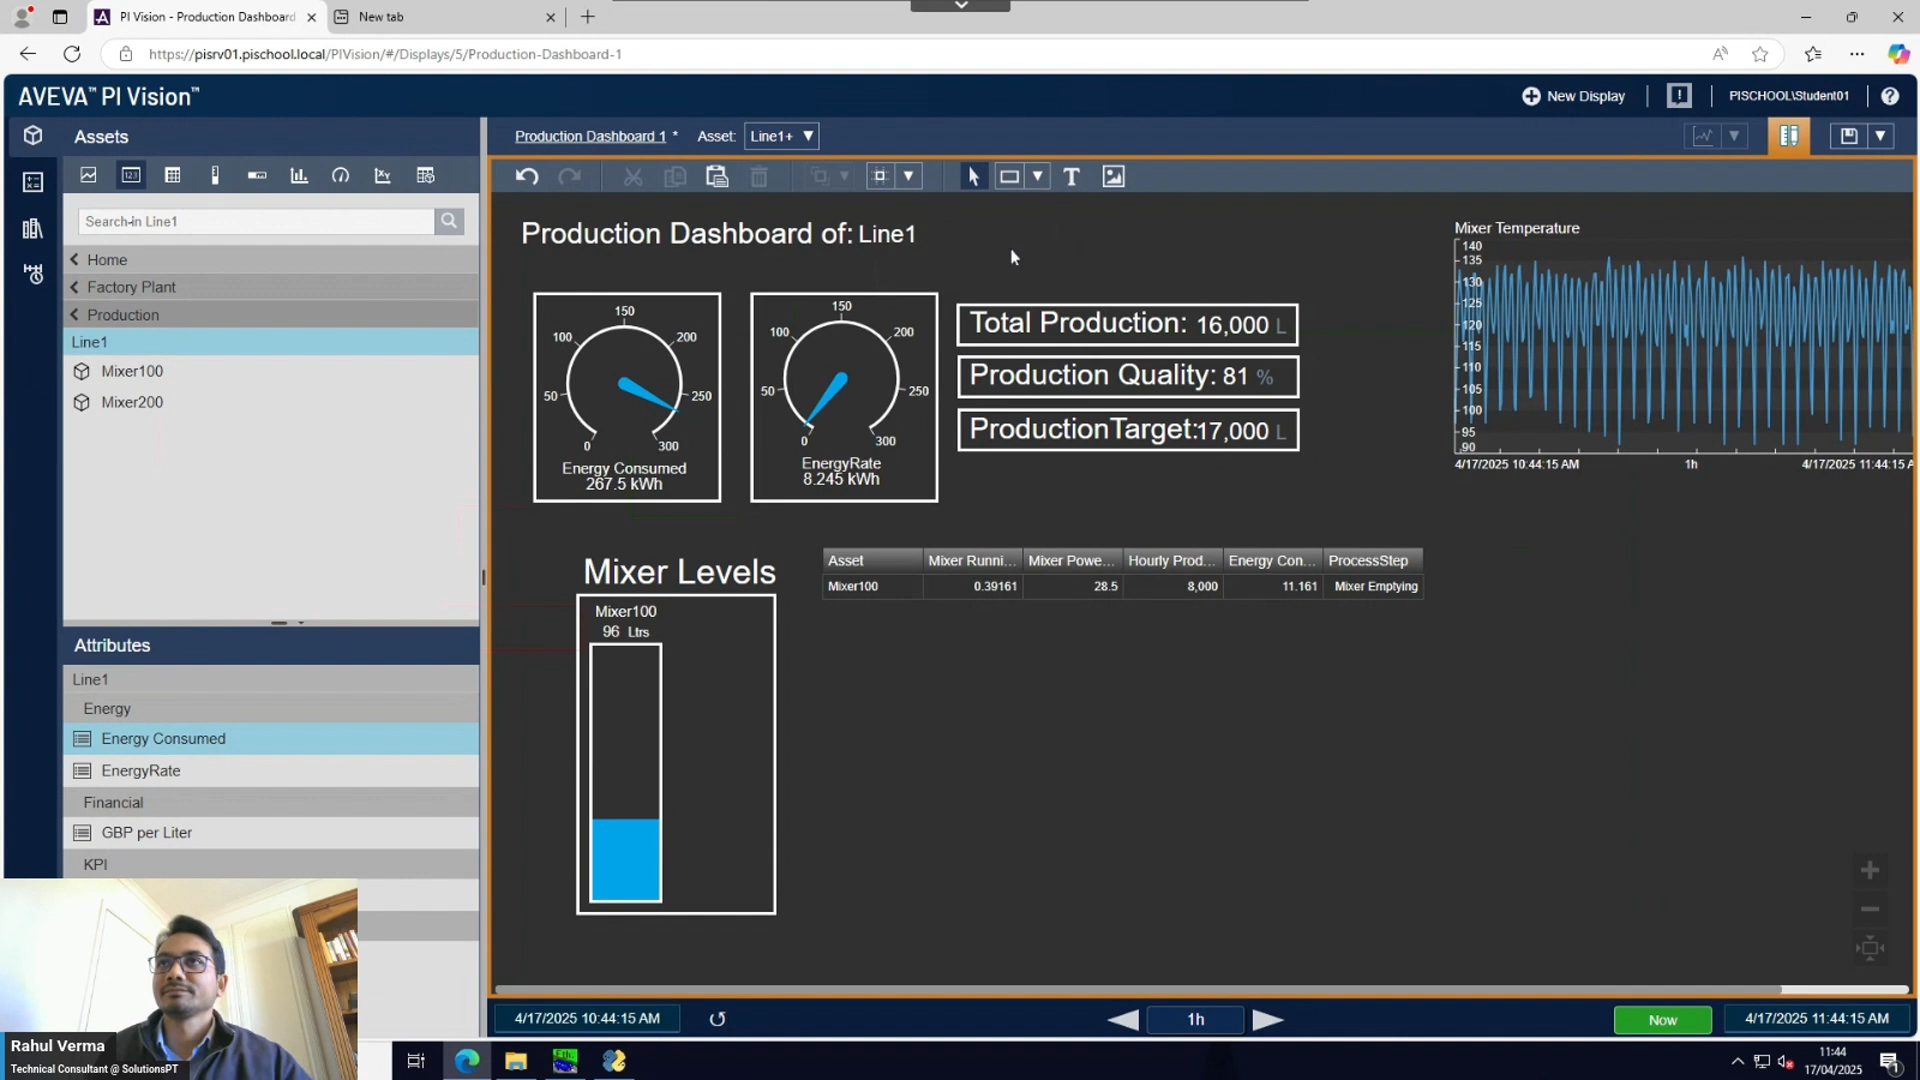 PI Vision - Production Dashboard
New tab
https://pisrv01.pischool.local/PIVision/#/Displays/5/Production-Dashboard-1
AVEVA™ PI Vision™
New Display
PISCHOOL\Student01
Assets
Production Dashboard 1 *
Asset:
Line1+
Search in Line1
Home
Factory Plant
Production
Line1
Mixer100
Mixer200
Attributes
Line1
Energy
Energy Consumed
EnergyRate
Financial
GBP per Liter
KPI
Production Dashboard of: Line1
0
50
100
150
200
250
300
Energy Consumed
267.5 kWh
0
50
100
150
200
250
300
EnergyRate
8.245 kWh
Total Production: 16,000 L
Production Quality: 81 %
ProductionTarget:17,000 L
Mixer Temperature
140
135
130
125
120
115
110
105
100
95
90
4/17/2025 10:44:15 AM
1h
4/17/2025 11:44:15 A
Mixer Levels
Mixer100
96 Ltrs
Asset Mixer Runni... Mixer Powe... Hourly Prod... Energy Con... ProcessStep
Mixer100 0.39161 28.5 8,000 11.161 Mixer Emptying
4/17/2025 10:44:15 AM
1h
Now
4/17/2025 11:44:15 AM
Rahul Verma
Technical Consultant @ SolutionsPT
11:44
17/04/2025
1